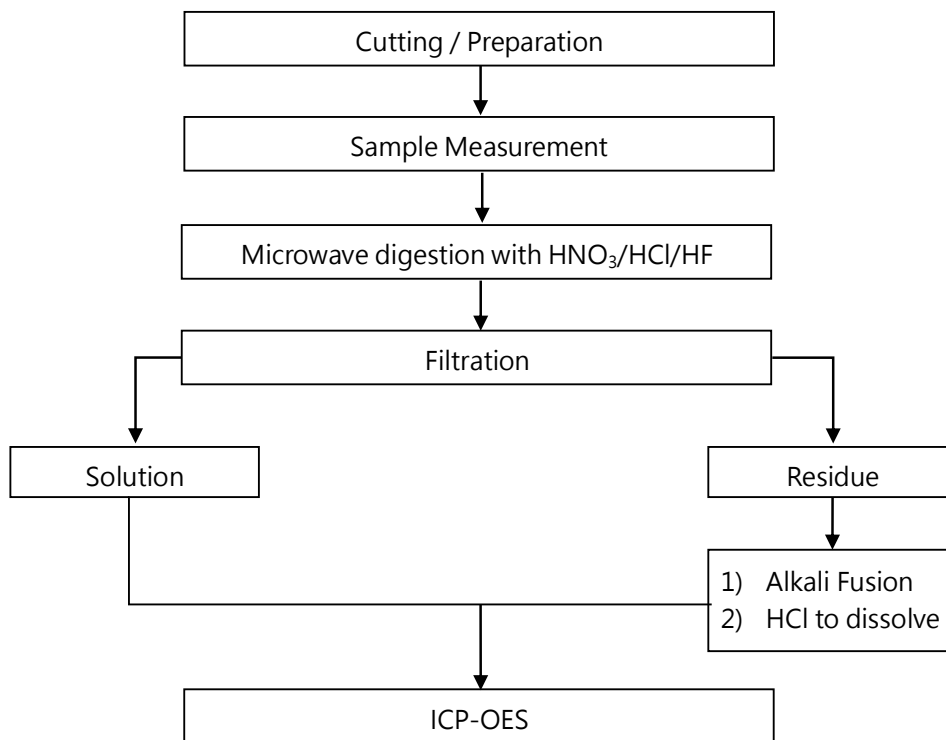 Cutting / Preparation
Sample Measurement
Microwave digestion with HNO₃/HCl/HF
Filtration
Solution
Residue
1) Alkali Fusion
2) HCl to dissolve
ICP-OES